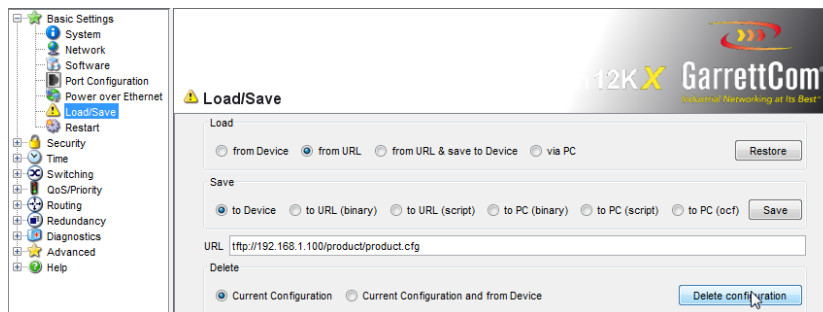 Basic Settings
System
Network
Software
Port Configuration
Power over Ethernet
Load/Save
Restart
Security
Time
Switching
QoS/Priority
Routing
Redundancy
Diagnostics
Advanced
Help
12KX GarrettCom
Industrial Networking at Its Best
Load/Save
Load
from Device from URL from URL & save to Device via PC Restore
Save
to Device to URL (binary) to URL (script) to PC (binary) to PC (script) to PC (ocf) Save
URL tftp://192.168.1.100/product/product.cfg
Delete
Current Configuration Current Configuration and from Device Delete configuration